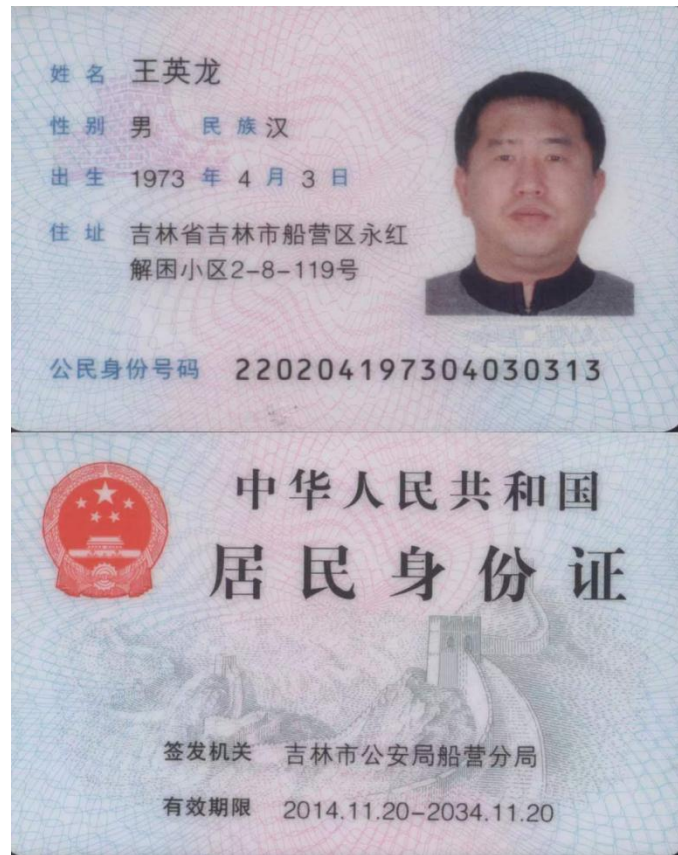 姓名 王英龙
性别 男 民族 汉
出生 1973 年 4 月 3 日
住址 吉林省吉林市船营区永红
解困小区2-8-119号
公民身份号码 220204197304030313
中华人民共和国
居民身份证
签发机关 吉林市公安局船营分局
有效期限 2014.11.20-2034.11.20